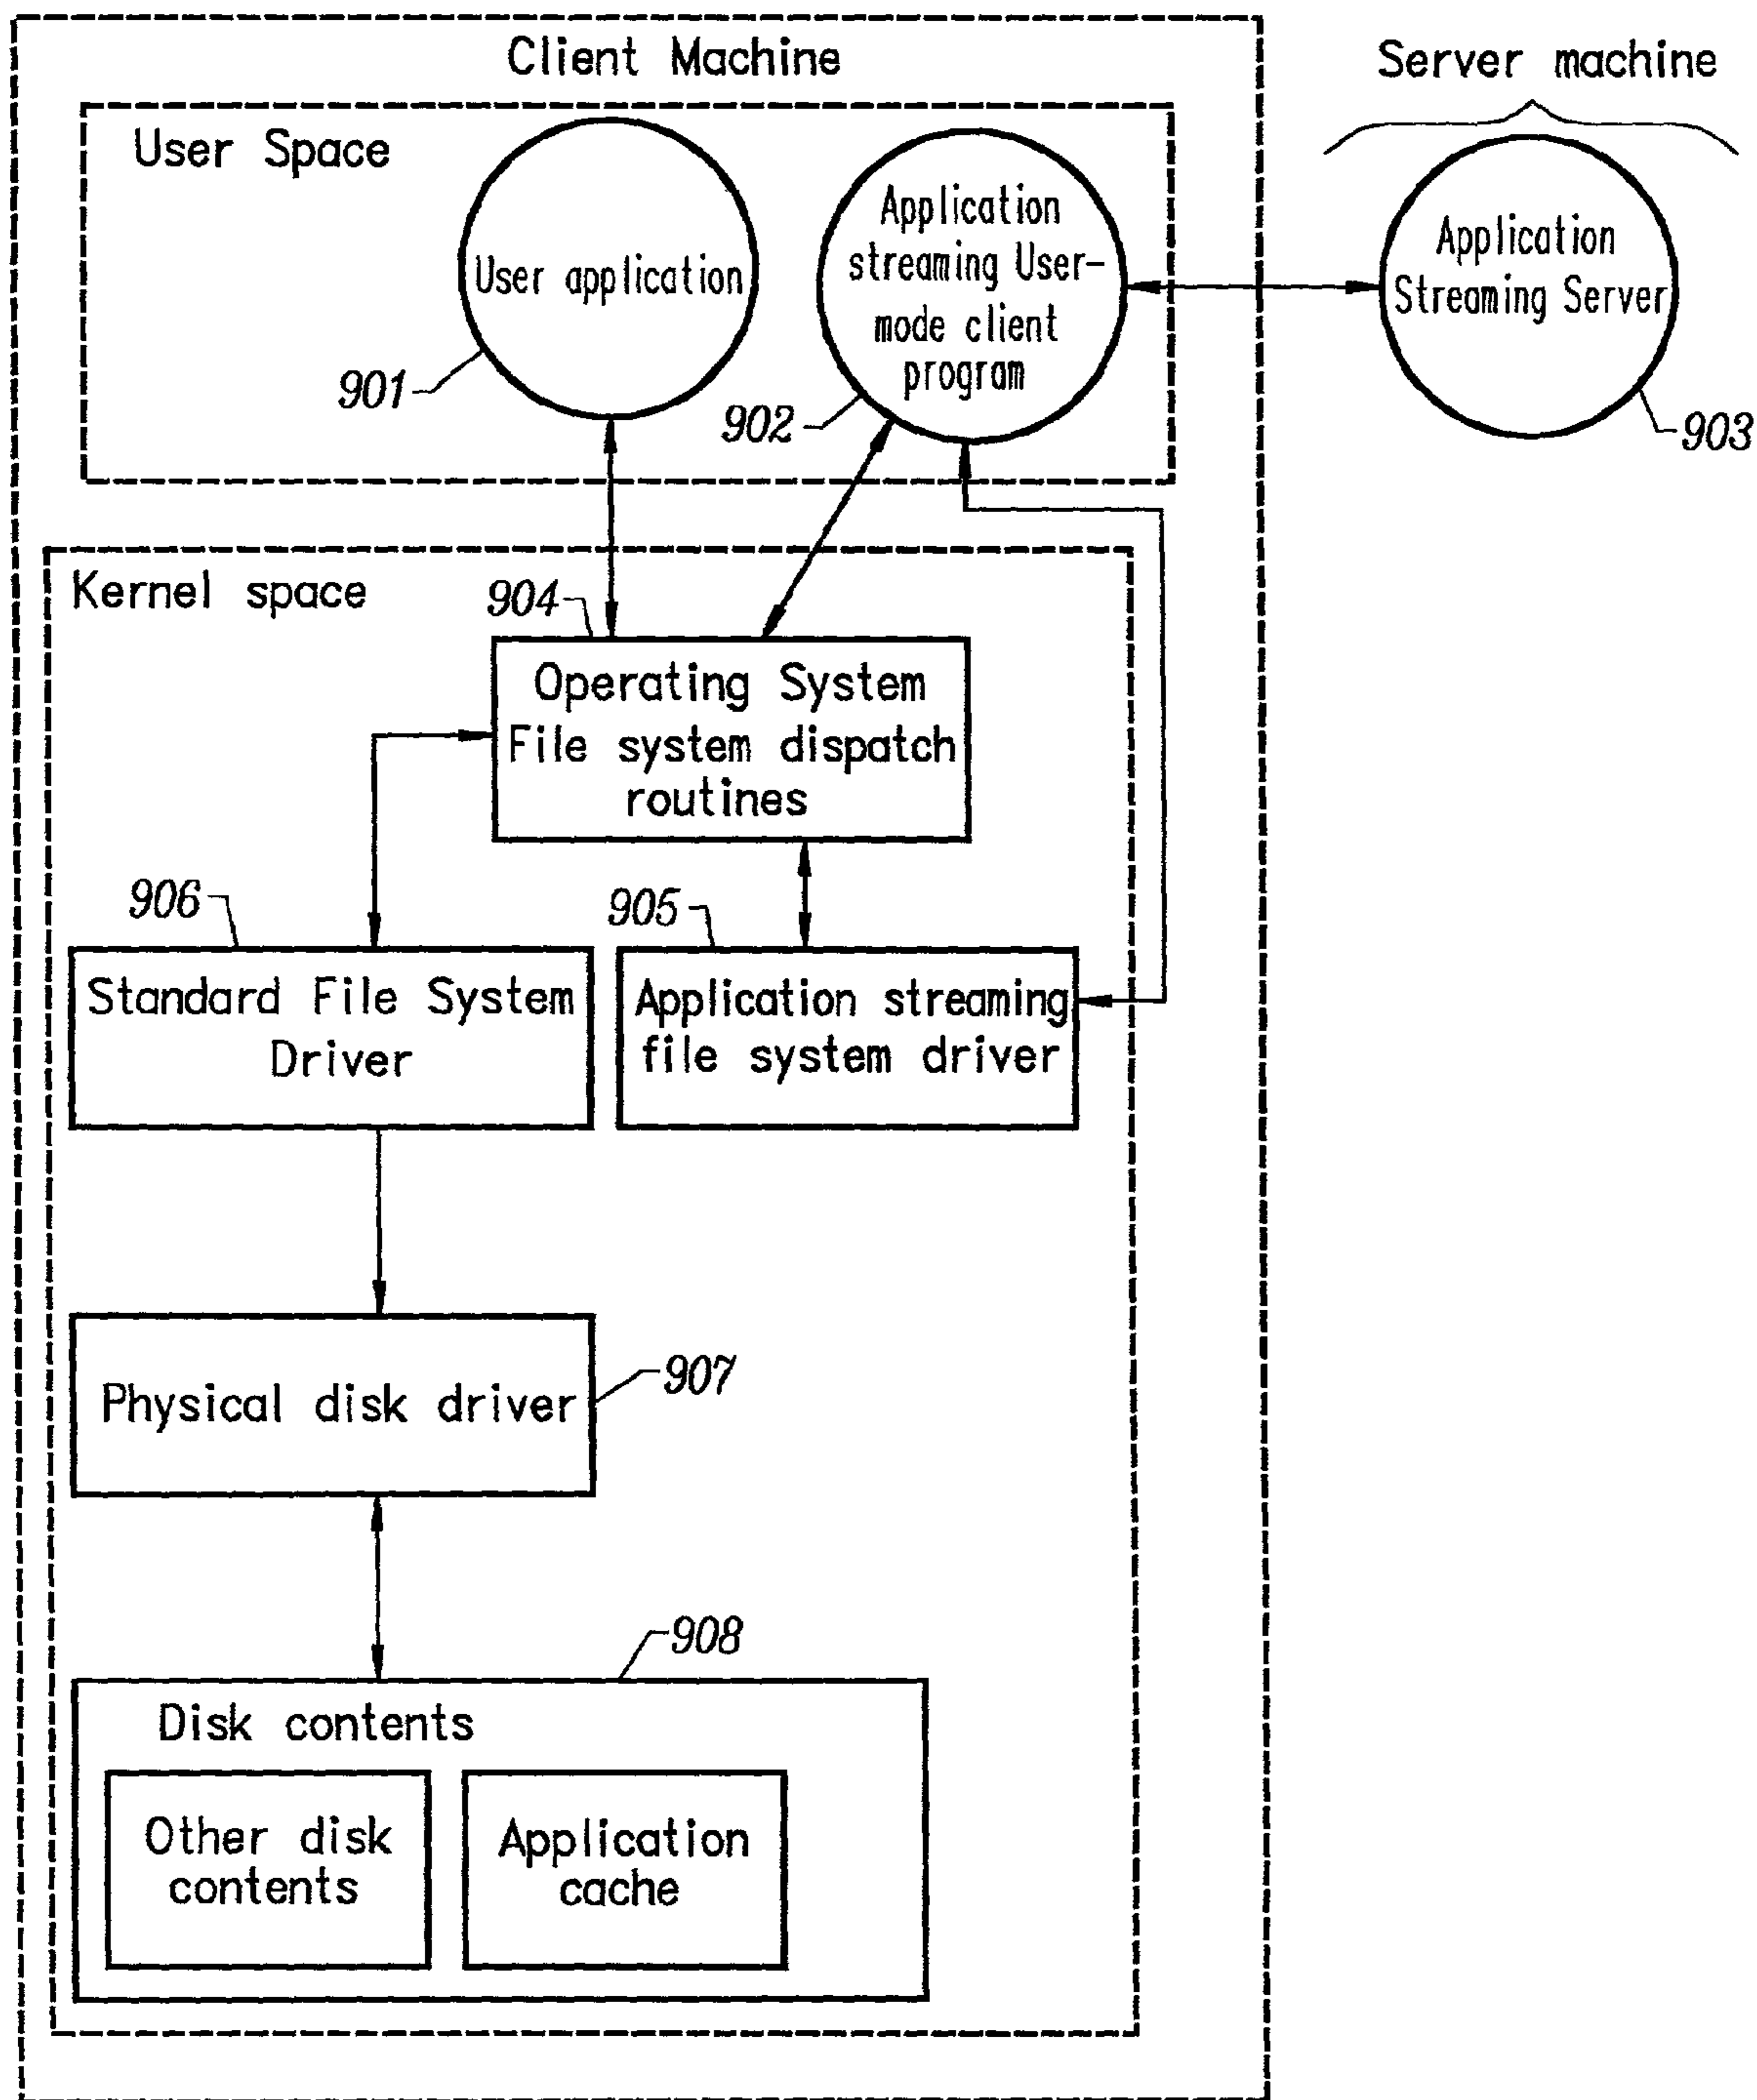 Client Machine
Server machine
User Space
User application
Application
streaming User-
mode client
program
Application
Streaming Server
901
902
903
Kernel space
904
Operating System
File system dispatch
routines
906
905
Standard File System
Driver
Application streaming
file system driver
Physical disk driver
907
908
Disk contents
Other disk
contents
Application
cache